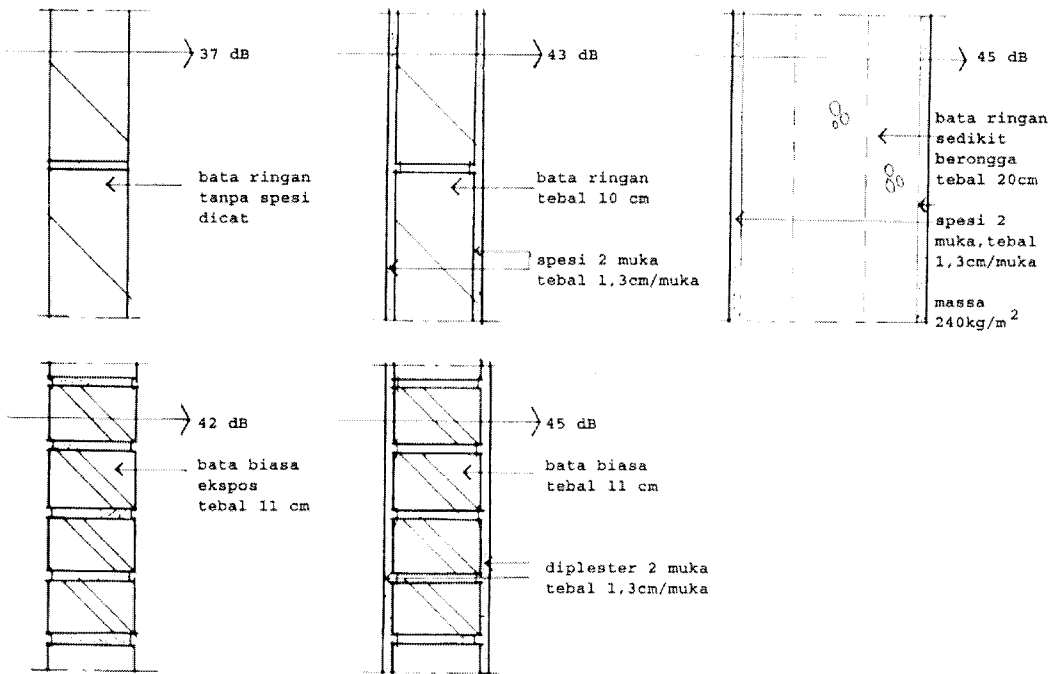 37 dB
bata ringan
tanpa spesi
dicat
43 dB
bata ringan
tebal 10 cm
spesi 2 muka
tebal 1,3cm/muka
45 dB
bata ringan
sedikit
berongga
tebal 20cm
spesi 2
muka,tebal
1,3cm/muka
massa
240kg/m²
42 dB
bata biasa
ekspos
tebal 11 cm
45 dB
bata biasa
tebal 11 cm
diplester 2 muka
tebal 1,3cm/muka